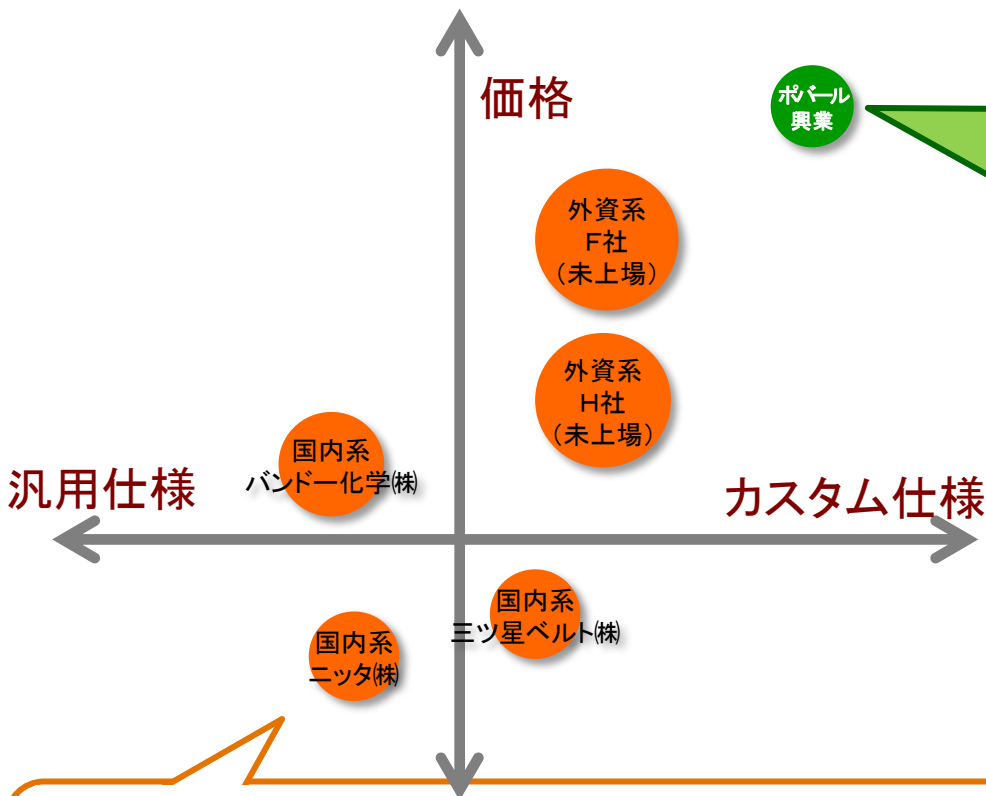 価格
ポバール
興業
外資系
F社
（未上場）
外資系
H社
（未上場）
国内系
バンドー化学㈱
汎用仕様
カスタム仕様
国内系
三ツ星ベルト㈱
国内系
ニッタ㈱